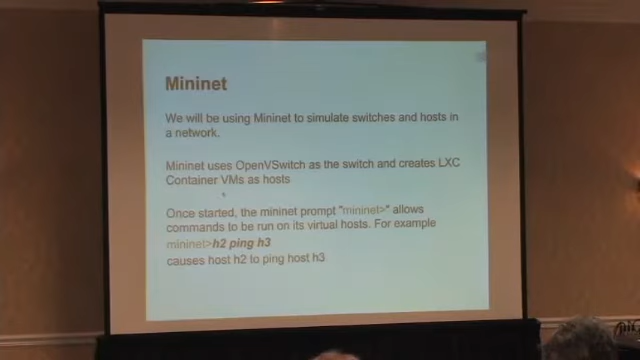 Mininet
We will be using Mininet to simulate switches and hosts in
a network.
Mininet uses OpenVSwitch as the switch and creates LXC
Container VMs as hosts
Once started, the mininet prompt "mininet>" allows
commands to be run on its virtual hosts. For example
mininet>h2 ping h3
causes host h2 to ping host h3